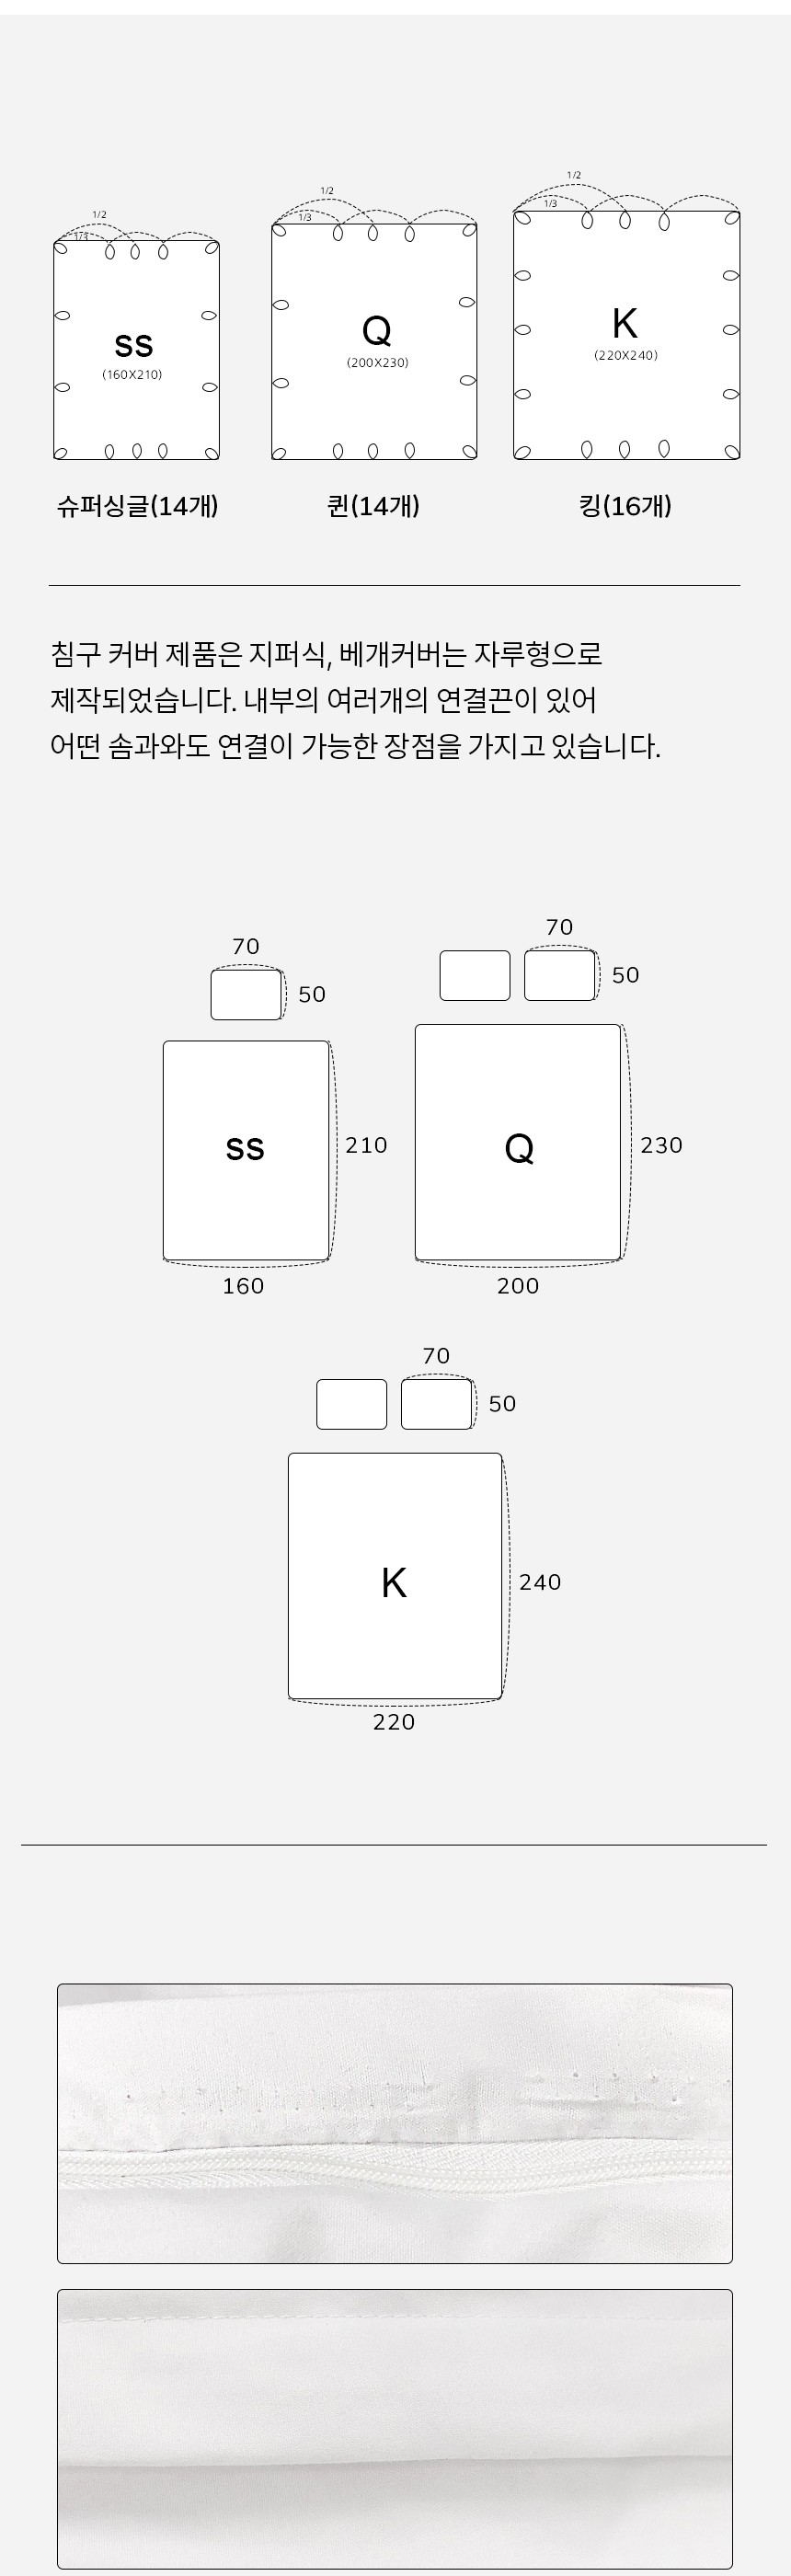 1/2
1/3
SS
(160X210)
슈퍼싱글(14개)
1/2
1/3
Q
(200X230)
퀸(14개)
1/2
1/3
K
(220X240)
킹(16개)
침구 커버 제품은 지퍼식, 베개커버는 자루형으로
제작되었습니다. 내부의 여러개의 연결끈이 있어
어떤 솜과와도 연결이 가능한 장점을 가지고 있습니다.
70
50
SS
210
160
70
50
Q
230
200
70
50
K
240
220